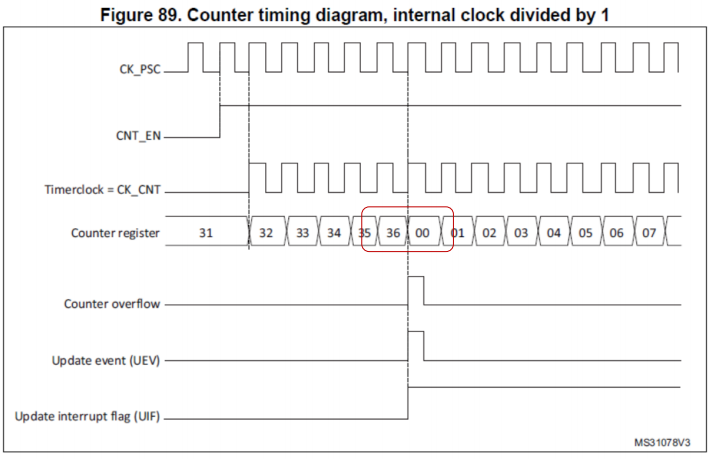 Figure 89. Counter timing diagram, internal clock divided by 1
CK_PSC
CNT_EN
Timerclock = CK_CNT
Counter register 31 32 33 34 35 36 00 01 02 03 04 05 06 07
Counter overflow
Update event (UEV)
Update interrupt flag (UIF)
MS31078V3